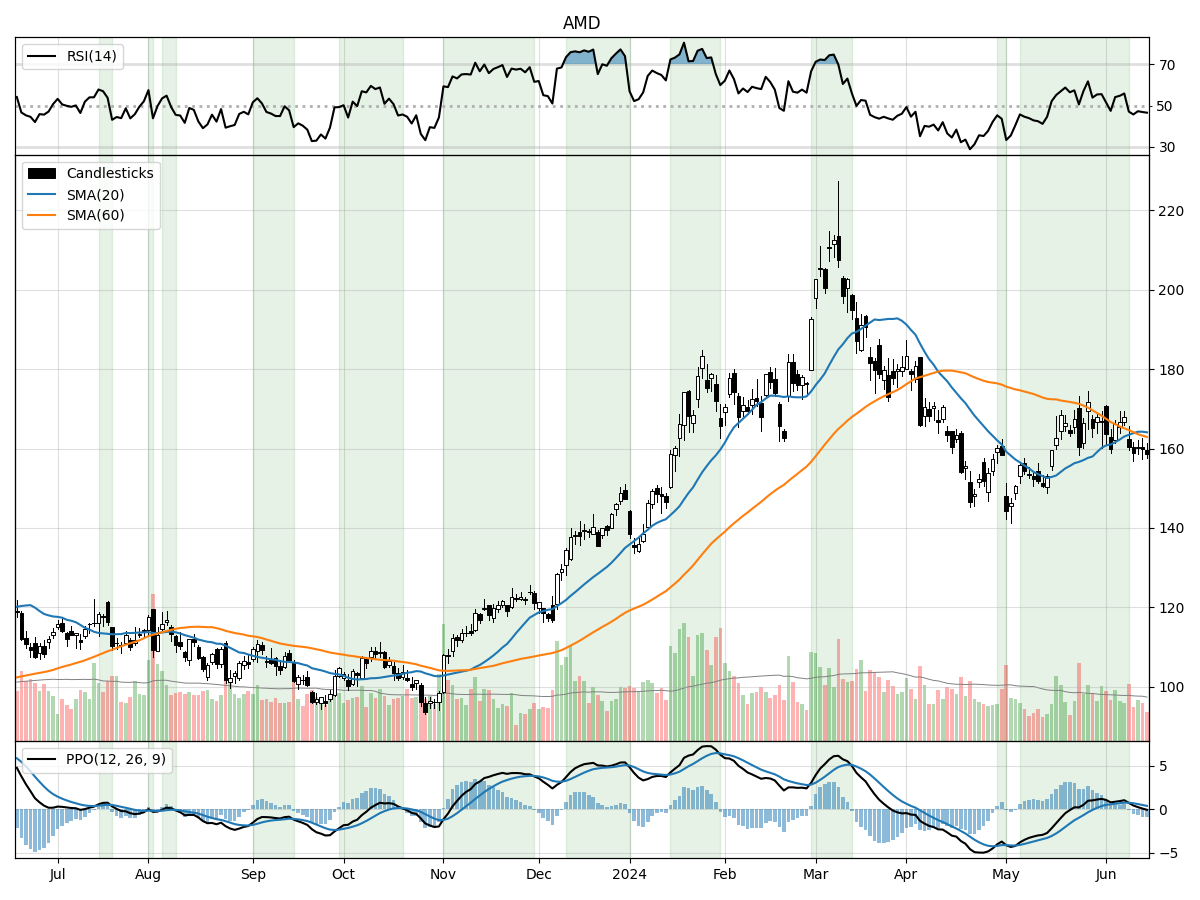 AMD
RSI(14)
70
50
30
Candlesticks
SMA(20)
SMA(60)
220
200
180
160
140
120
100
PPO(12, 26, 9)
5
0
−5
Jul Aug Sep Oct Nov Dec 2024 Feb Mar Apr May Jun